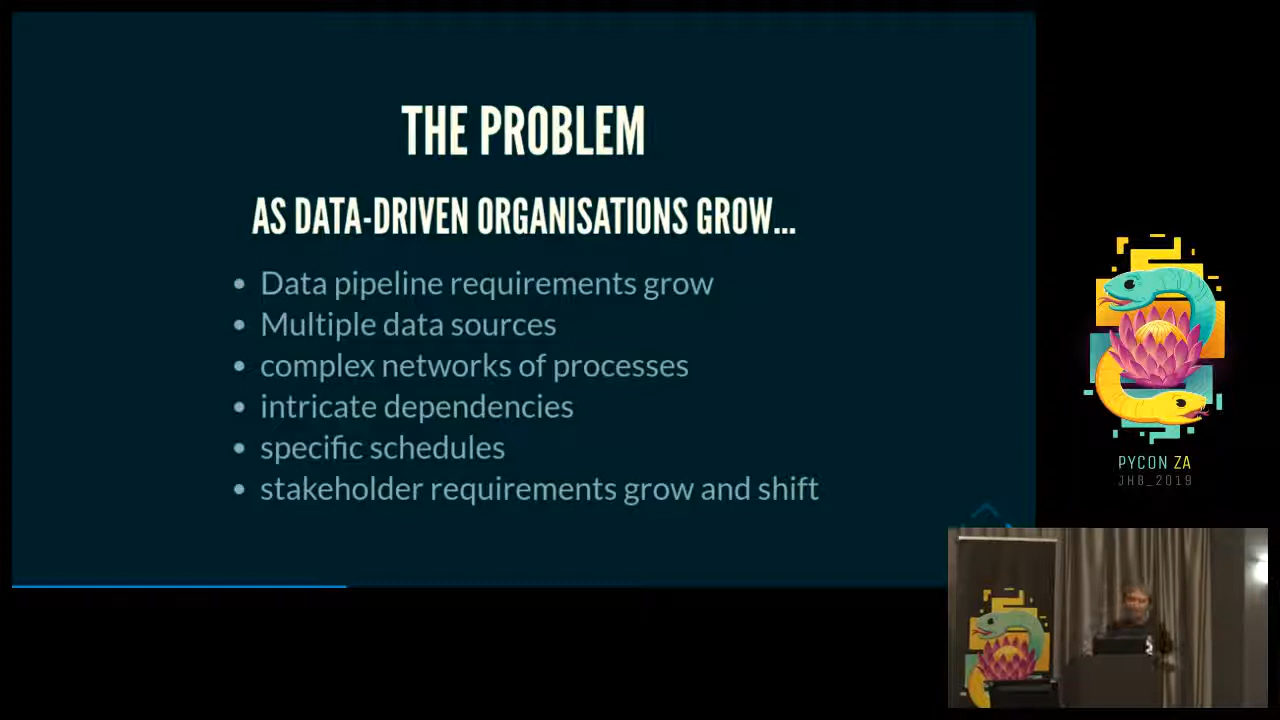 THE PROBLEM
AS DATA-DRIVEN ORGANISATIONS GROW...
Data pipeline requirements grow
Multiple data sources
complex networks of processes
intricate dependencies
specific schedules
stakeholder requirements grow and shift
PYCON ZA
JHB_2019